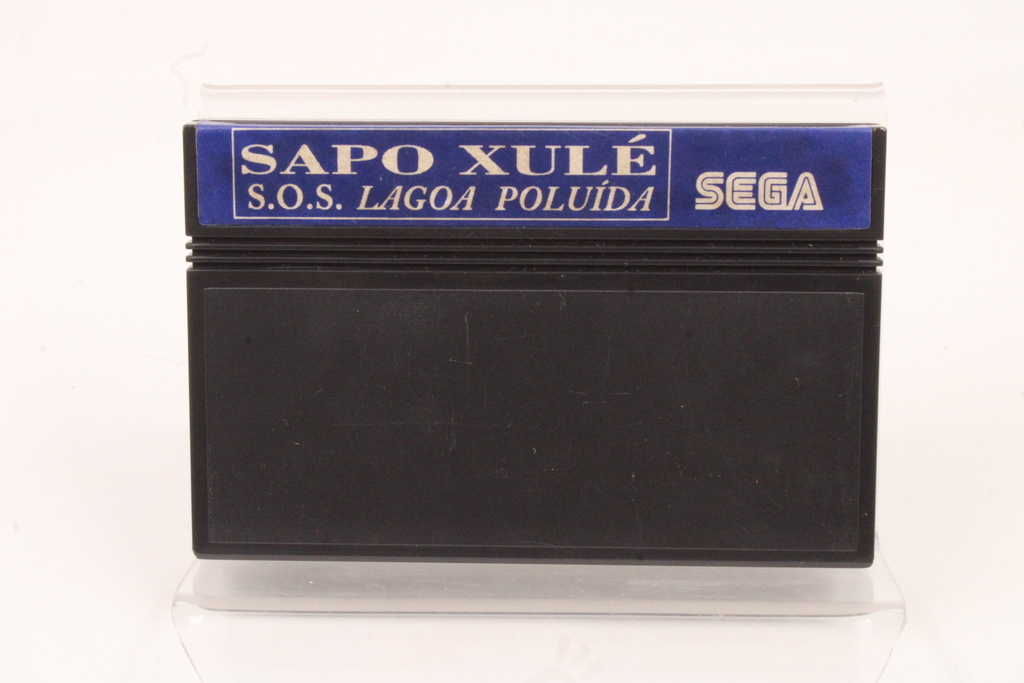 SAPO XULÉ
S.O.S. LAGOA POLUÍDA
SEGA